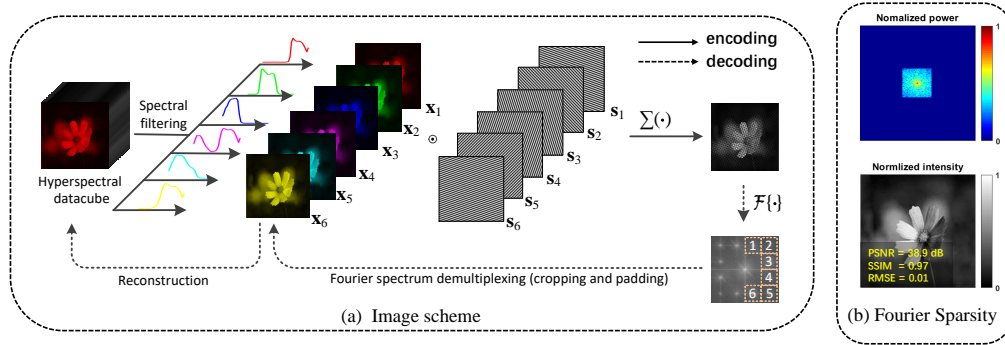 Hyperspectral
datacube
Spectral
filtering
x₁
x₂
x₃
x₄
x₅
x₆
⊙
s₁
s₂
s₃
s₄
s₅
s₆
∑(·)
encoding
decoding
ℱ{·}
1 2
3
4
6 5
Reconstruction
Fourier spectrum demultiplexing (cropping and padding)
(a) Image scheme
Nomalized power
1
0
Normlized intensity
1
0
PSNR = 38.9 dB
SSIM = 0.97
RMSE = 0.01
(b) Fourier Sparsity